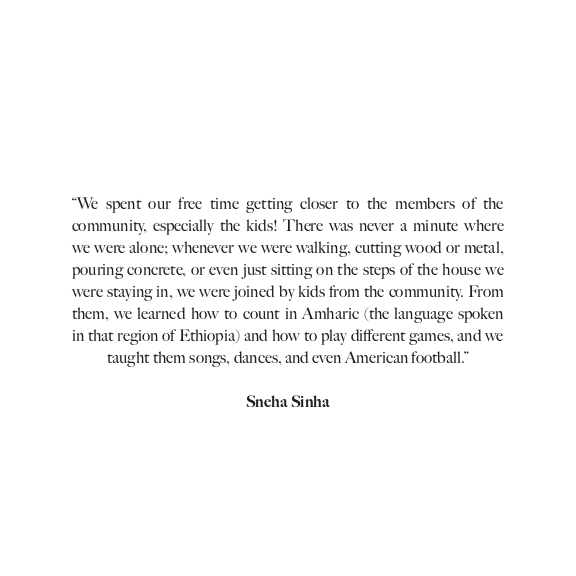 “We spent our free time getting closer to the members of the
community, especially the kids! There was never a minute where
we were alone; whenever we were walking, cutting wood or metal,
pouring concrete, or even just sitting on the steps of the house we
were staying in, we were joined by kids from the community. From
them, we learned how to count in Amharic (the language spoken
in that region of Ethiopia) and how to play different games, and we
taught them songs, dances, and even American football.”
Sneha Sinha